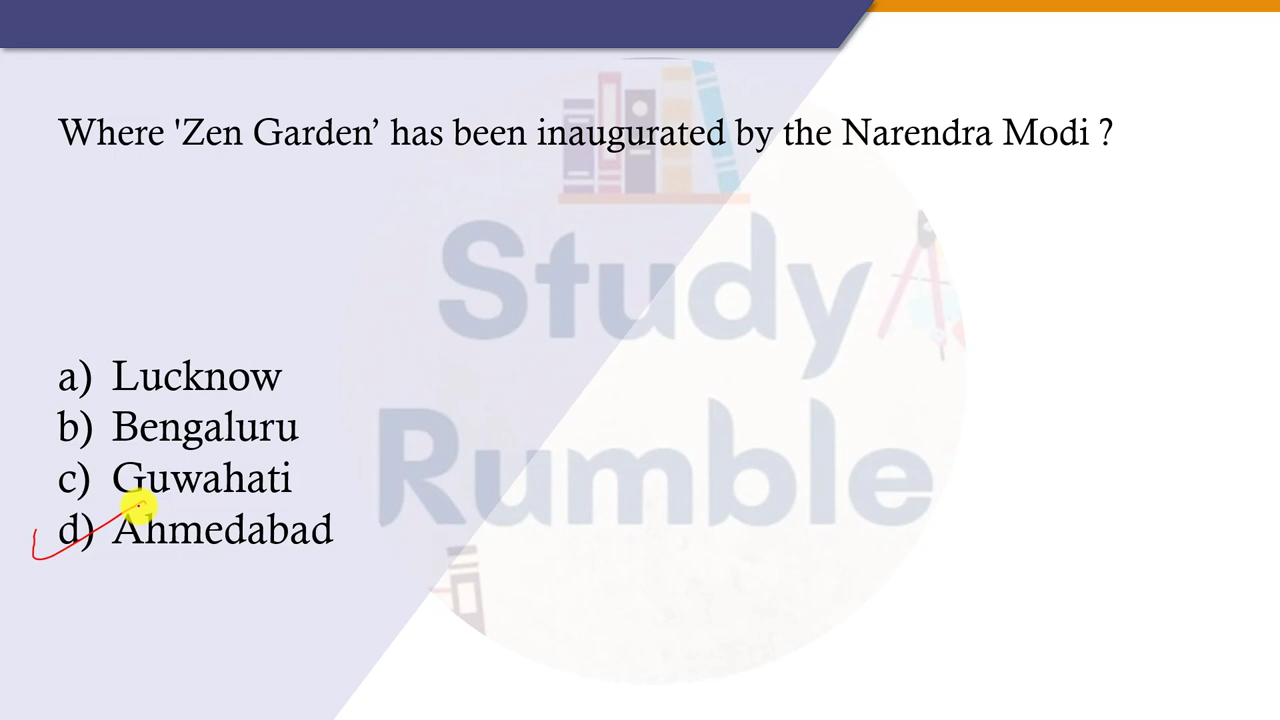 Where 'Zen Garden’ has been inaugurated by the Narendra Modi ?
Study
Rumble
a) Lucknow
b) Bengaluru
c) Guwahati
d) Ahmedabad